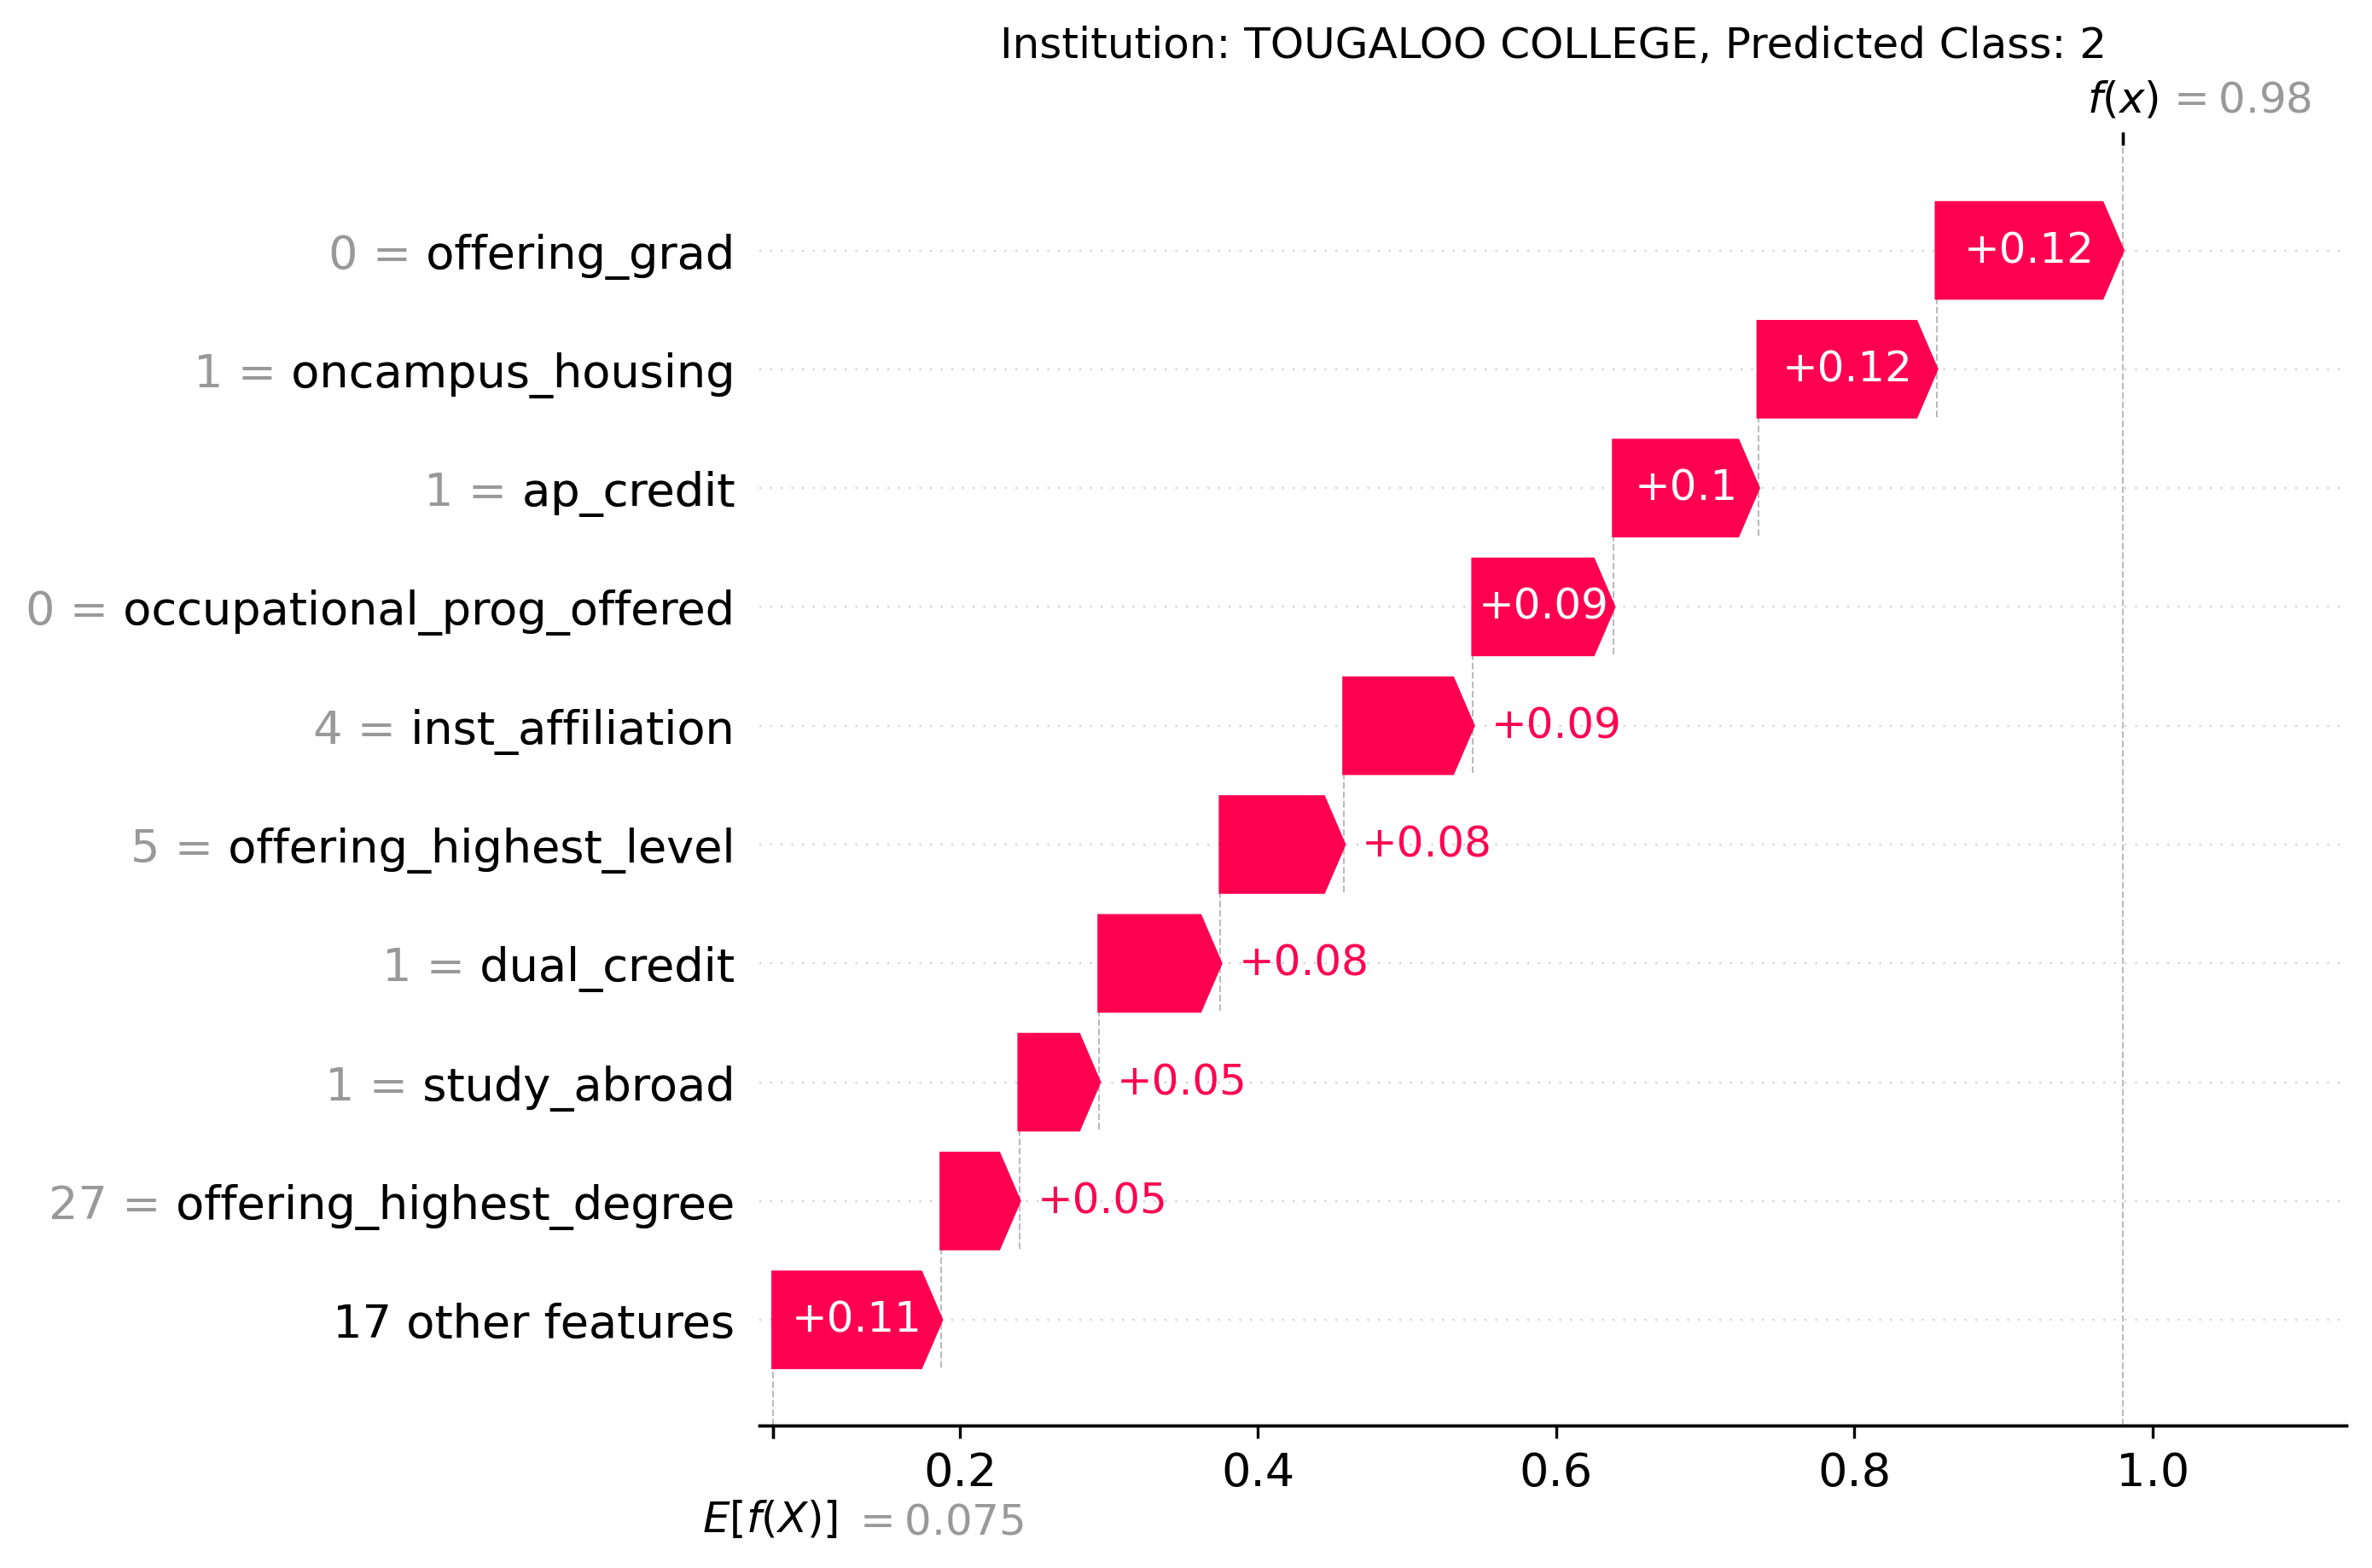 Institution: TOUGALOO COLLEGE, Predicted Class: 2
f(x) = 0.98
0 = offering_grad +0.12
1 = oncampus_housing +0.12
1 = ap_credit +0.1
0 = occupational_prog_offered +0.09
4 = inst_affiliation +0.09
5 = offering_highest_level +0.08
1 = dual_credit +0.08
1 = study_abroad +0.05
27 = offering_highest_degree +0.05
17 other features +0.11
0.2 0.4 0.6 0.8 1.0
E[f(X)] = 0.075